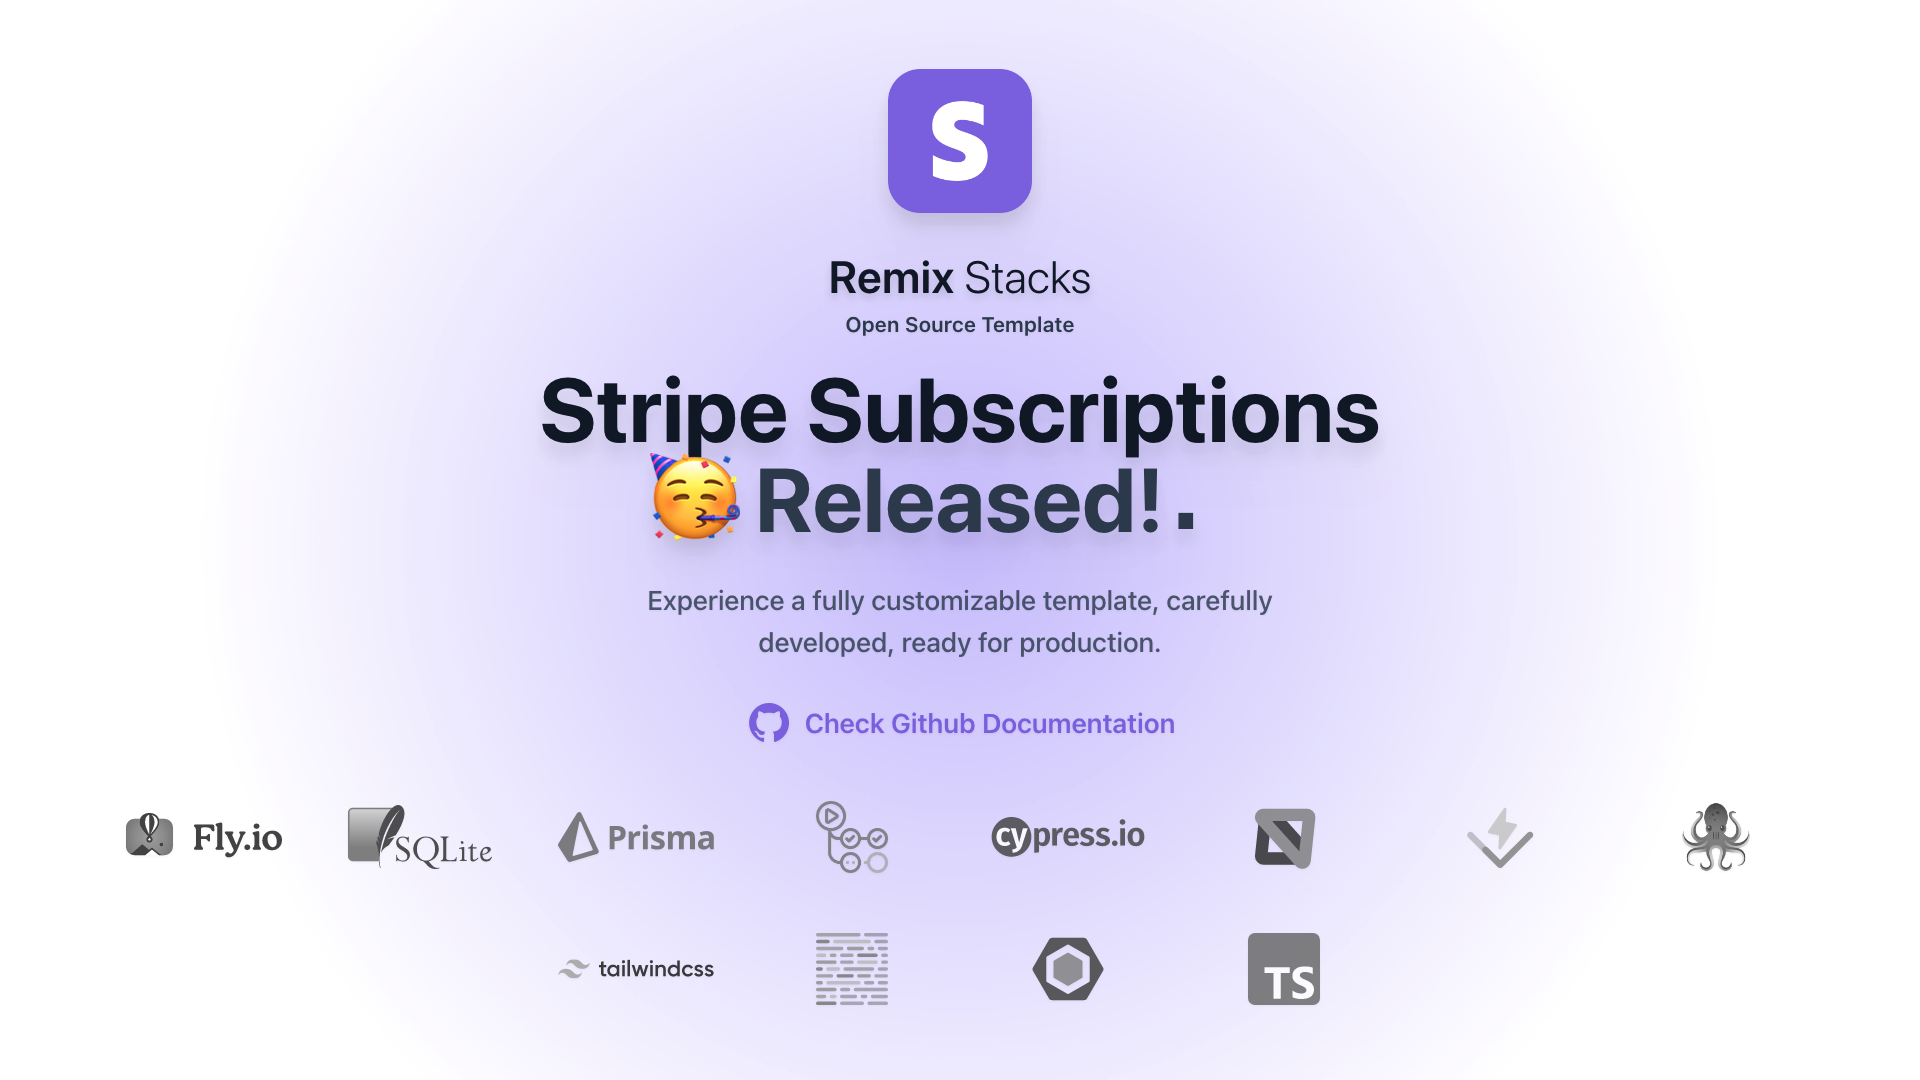 S
Remix Stacks
Open Source Template
Stripe Subscriptions
🥳 Released!.
Experience a fully customizable template, carefully
developed, ready for production.
Check Github Documentation
Fly.io
SQLite
Prisma
cypress.io
tailwindcss
TS